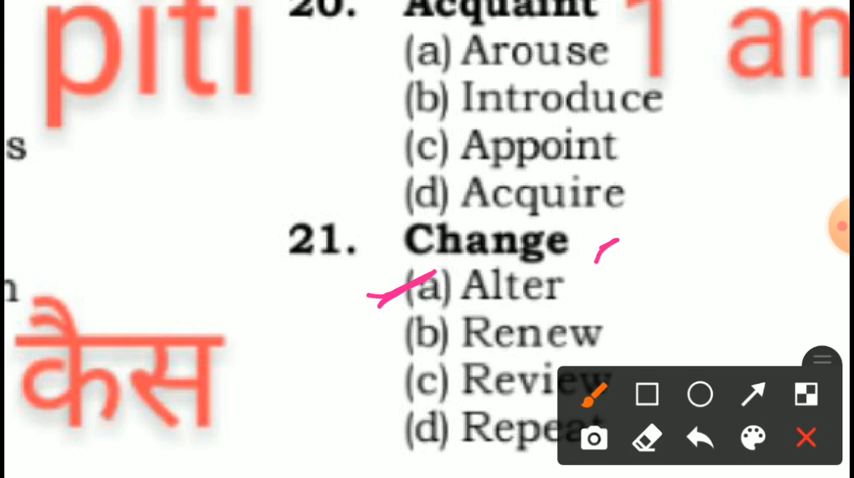 piti
20. Acquaint
1 an
(a) Arouse
(b) Introduce
s
(c) Appoint
(d) Acquire
21. Change
(a) Alter
कैस
(b) Renew
(c) Review
(d) Repeat